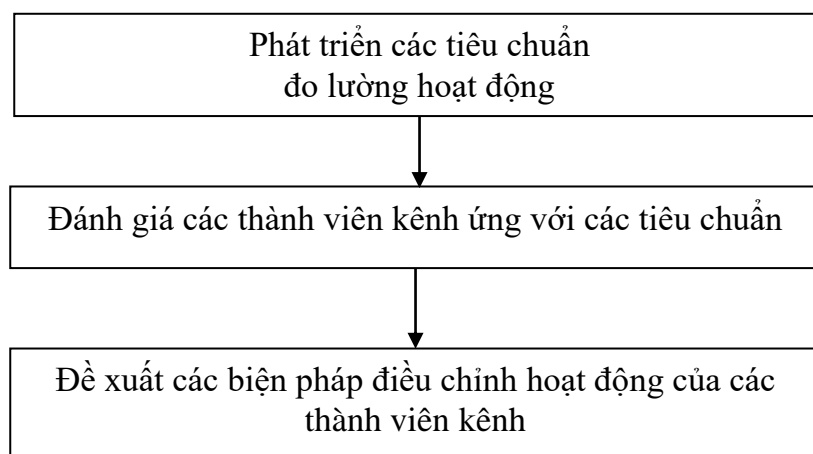 Phát triển các tiêu chuẩn
đo lường hoạt động
Đánh giá các thành viên kênh ứng với các tiêu chuẩn
Đề xuất các biện pháp điều chỉnh hoạt động của các
thành viên kênh